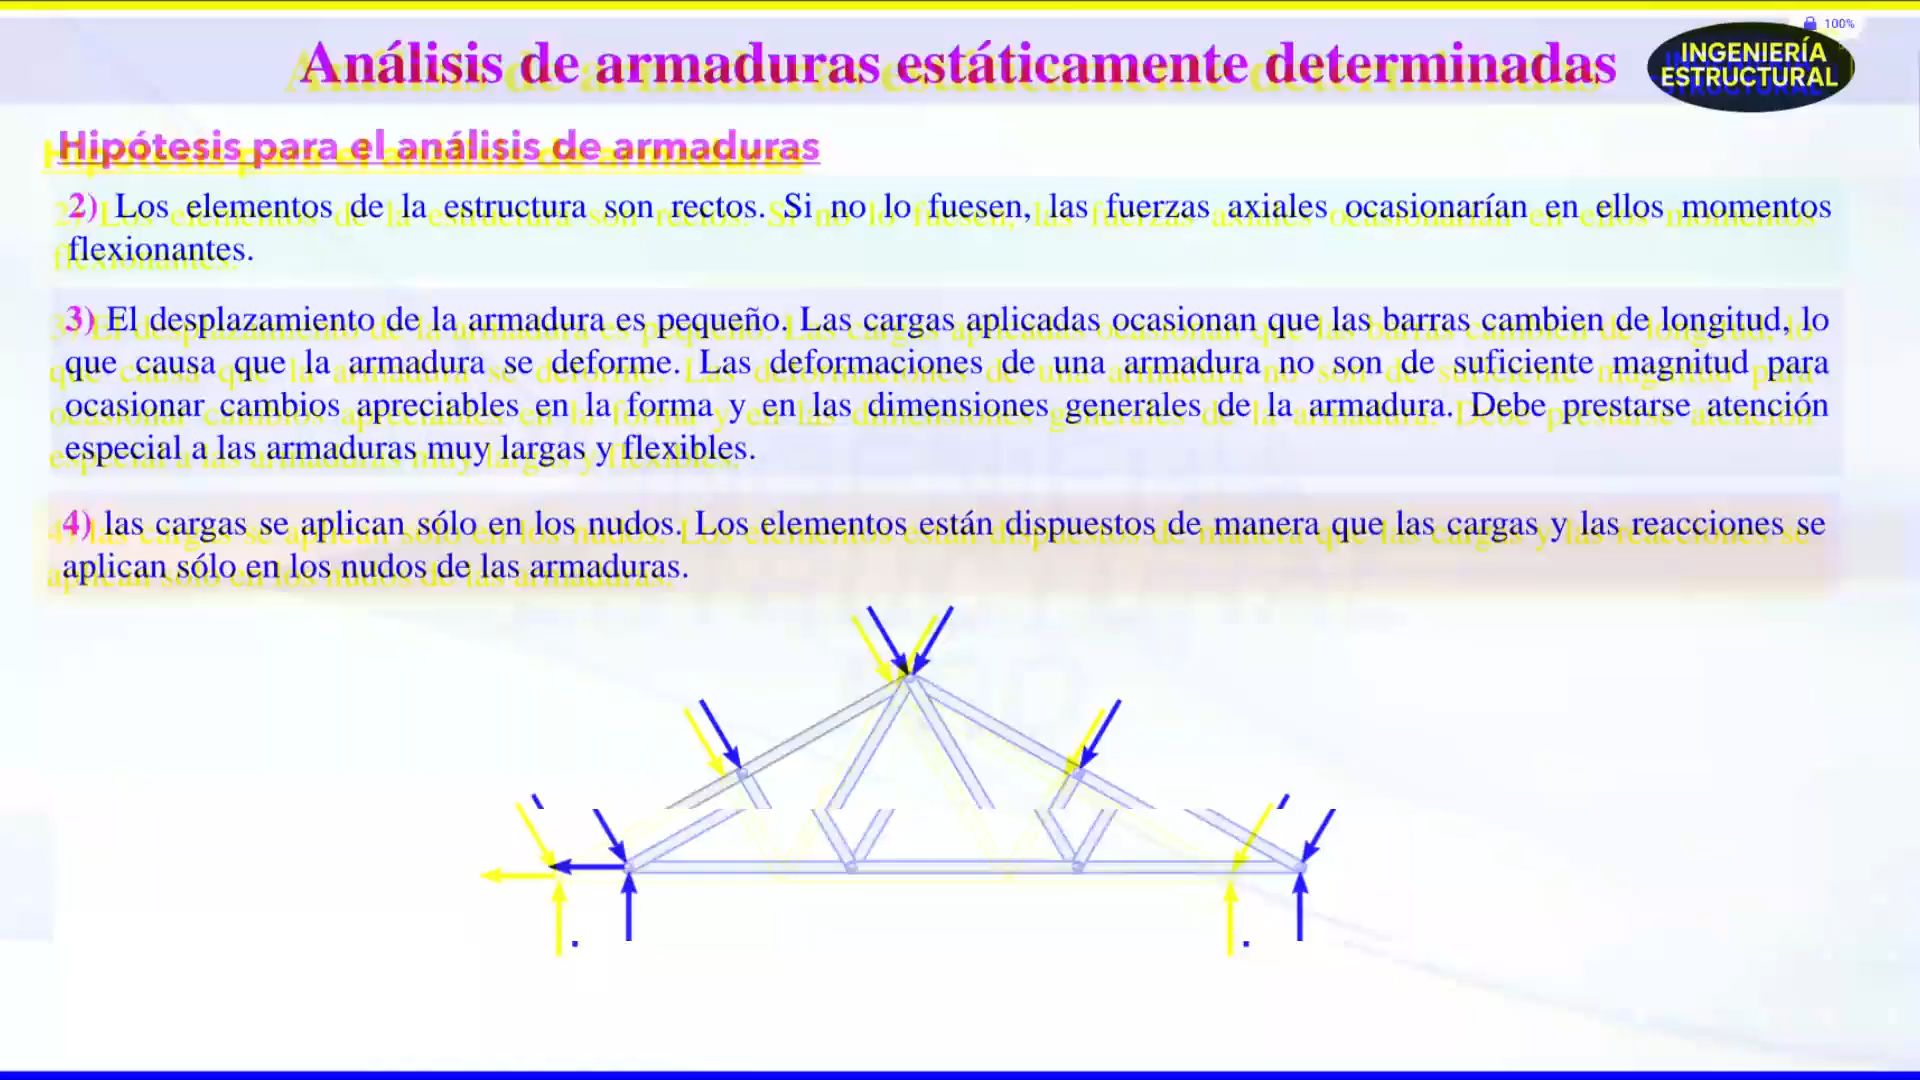 100%
Análisis de armaduras estáticamente determinadas
INGENIERÍA
ESTRUCTURAL
Hipótesis para el análisis de armaduras
2) Los elementos de la estructura son rectos. Si no lo fuesen, las fuerzas axiales ocasionarían en ellos momentos
flexionantes.
3) El desplazamiento de la armadura es pequeño. Las cargas aplicadas ocasionan que las barras cambien de longitud, lo
que causa que la armadura se deforme. Las deformaciones de una armadura no son de suficiente magnitud para
ocasionar cambios apreciables en la forma y en las dimensiones generales de la armadura. Debe prestarse atención
especial a las armaduras muy largas y flexibles.
4) las cargas se aplican sólo en los nudos. Los elementos están dispuestos de manera que las cargas y las reacciones se
aplican sólo en los nudos de las armaduras.